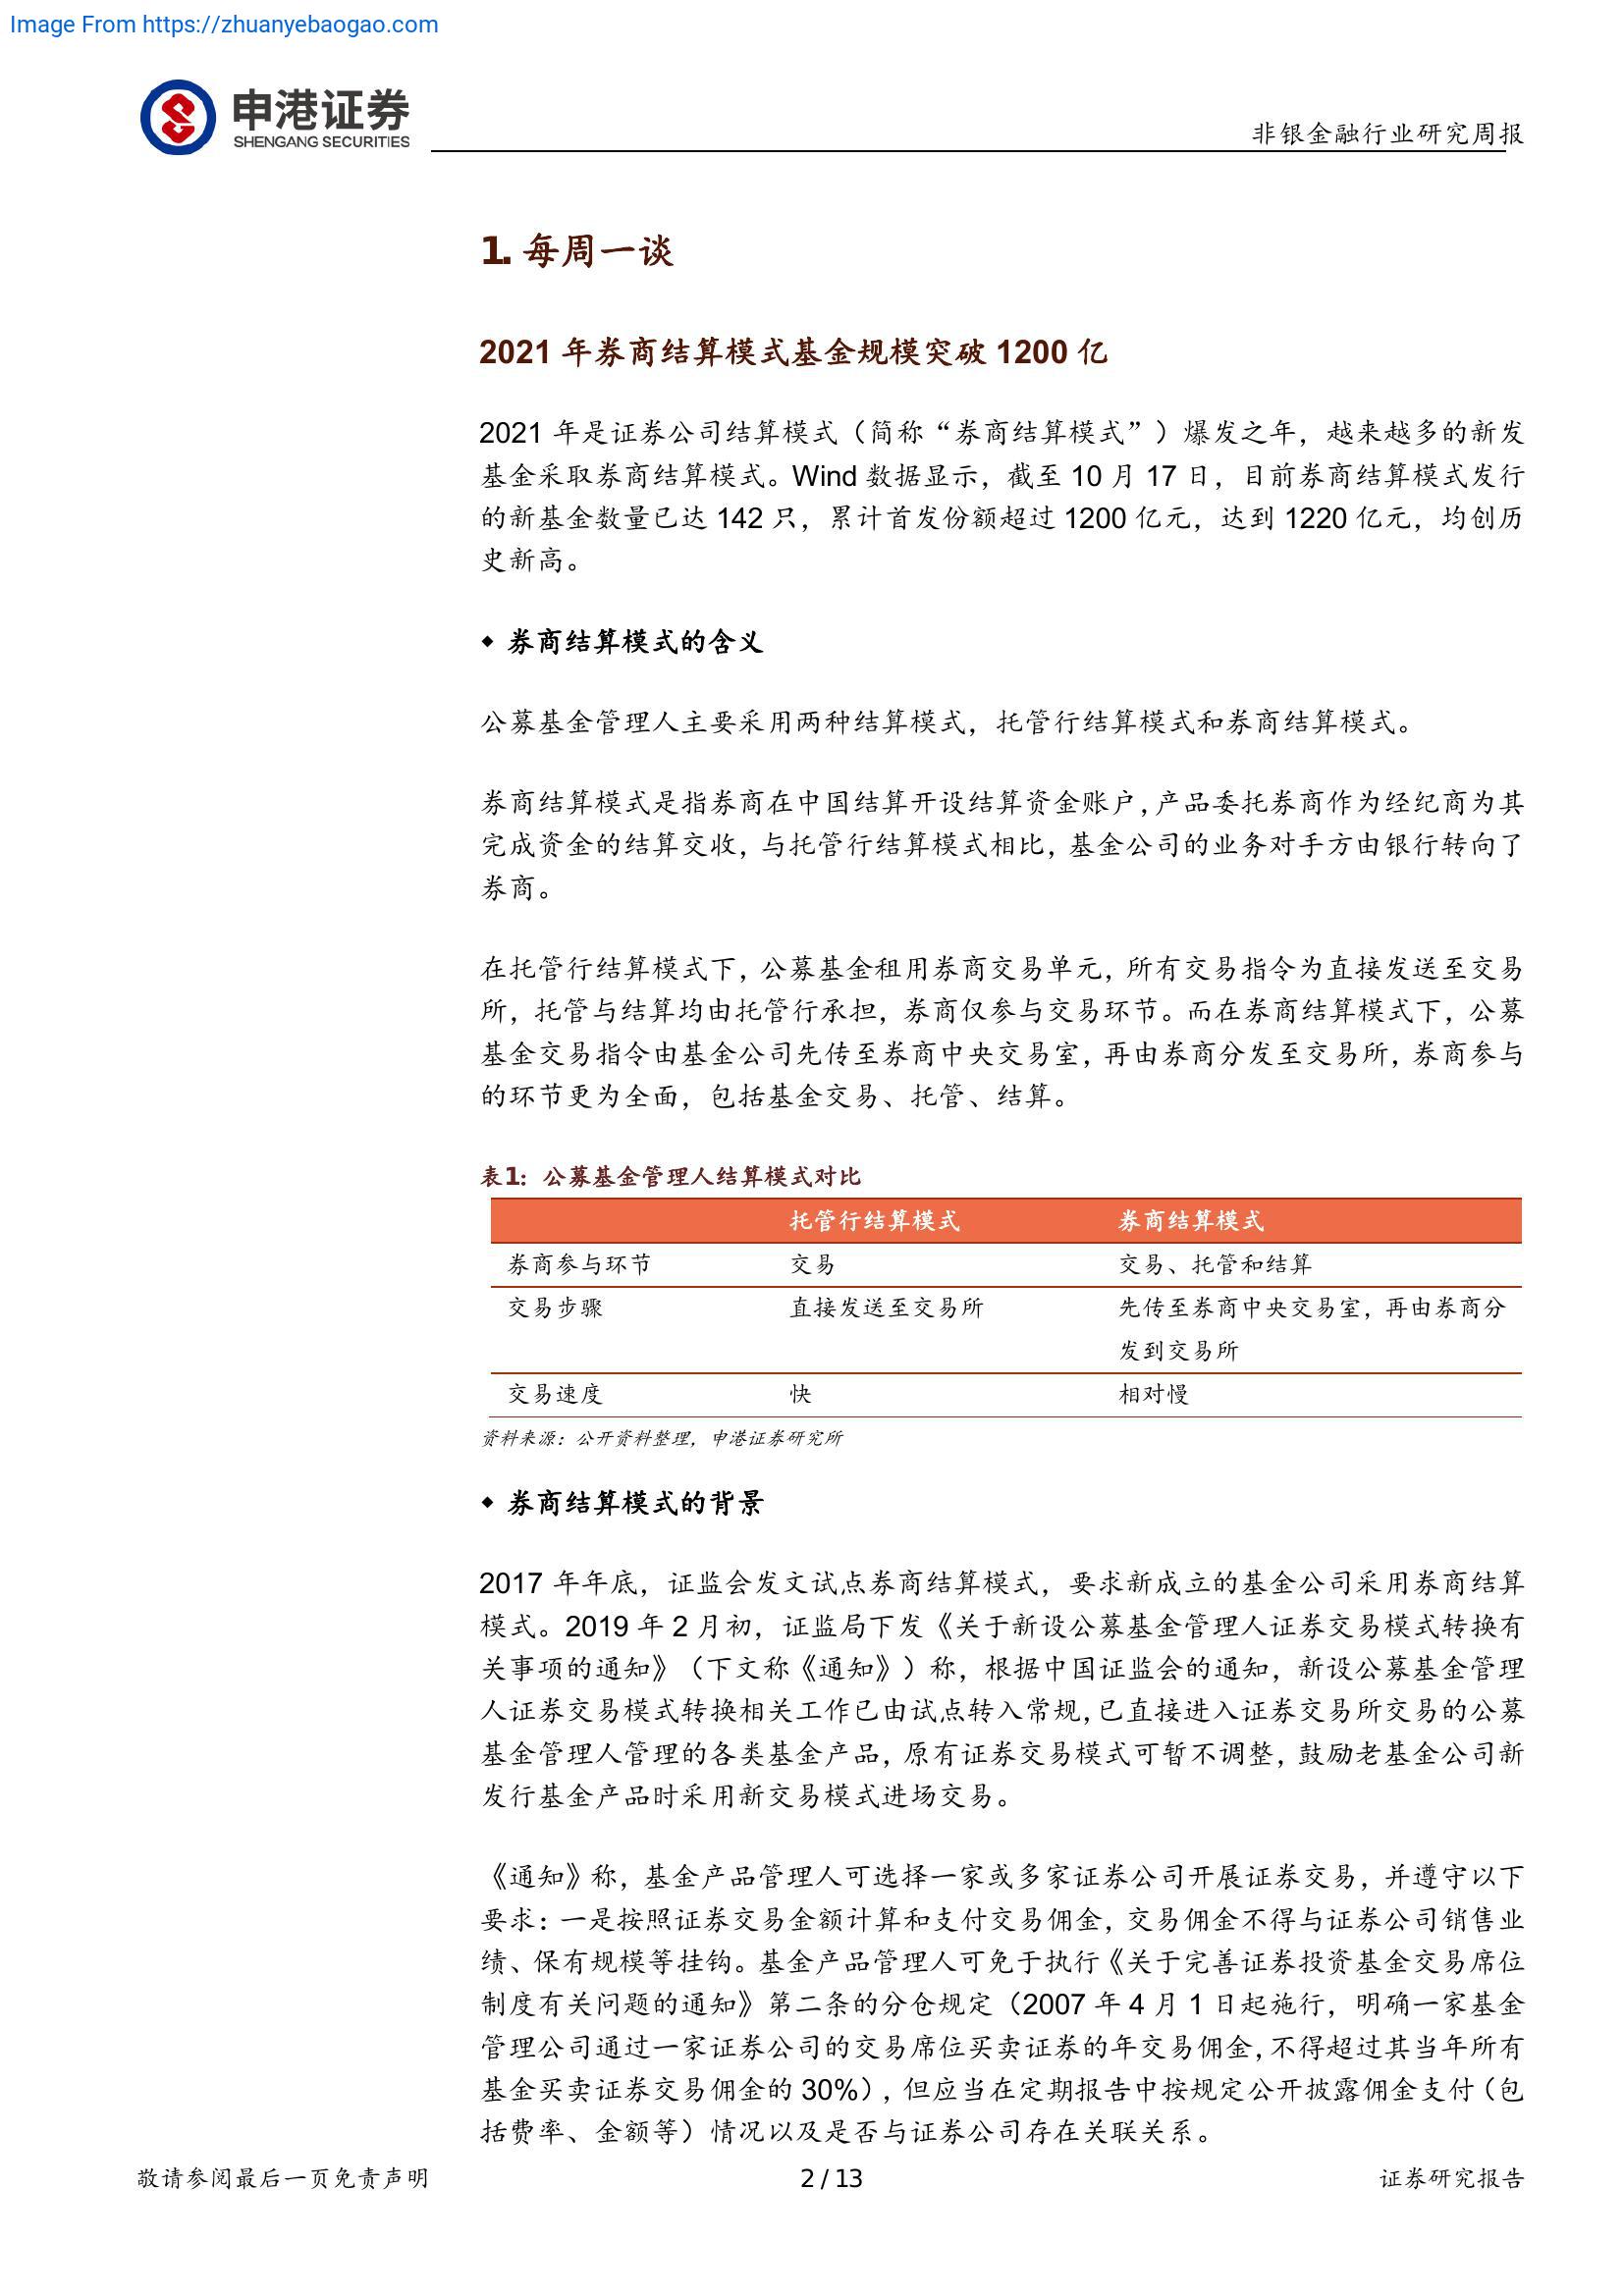 Image From https://zhuanyebaogao.com
申港证券
SHENGANG SECURITIES
非银金融行业研究周报
1. 每周一谈
2021 年券商结算模式基金规模突破 1200 亿
2021 年是证券公司结算模式（简称“券商结算模式”）爆发之年，越来越多的新发
基金采取券商结算模式。Wind 数据显示，截至 10 月 17 日，目前券商结算模式发行
的新基金数量已达 142 只，累计首发份额超过 1200 亿元，达到 1220 亿元，均创历
史新高。
◆ 券商结算模式的含义
公募基金管理人主要采用两种结算模式，托管行结算模式和券商结算模式。
券商结算模式是指券商在中国结算开设结算资金账户，产品委托券商作为经纪商为其
完成资金的结算交收，与托管行结算模式相比，基金公司的业务对手方由银行转向了
券商。
在托管行结算模式下，公募基金租用券商交易单元，所有交易指令为直接发送至交易
所，托管与结算均由托管行承担，券商仅参与交易环节。而在券商结算模式下，公募
基金交易指令由基金公司先传至券商中央交易室，再由券商分发至交易所，券商参与
的环节更为全面，包括基金交易、托管、结算。
表1：公募基金管理人结算模式对比
托管行结算模式 券商结算模式
券商参与环节 交易 交易、托管和结算
交易步骤 直接发送至交易所 先传至券商中央交易室，再由券商分
发到交易所
交易速度 快 相对慢
资料来源：公开资料整理，申港证券研究所
◆ 券商结算模式的背景
2017 年年底，证监会发文试点券商结算模式，要求新成立的基金公司采用券商结算
模式。2019 年 2 月初，证监局下发《关于新设公募基金管理人证券交易模式转换有
关事项的通知》（下文称《通知》）称，根据中国证监会的通知，新设公募基金管理
人证券交易模式转换相关工作已由试点转入常规，已直接进入证券交易所交易的公募
基金管理人管理的各类基金产品，原有证券交易模式可暂不调整，鼓励老基金公司新
发行基金产品时采用新交易模式进场交易。
《通知》称，基金产品管理人可选择一家或多家证券公司开展证券交易，并遵守以下
要求：一是按照证券交易金额计算和支付交易佣金，交易佣金不得与证券公司销售业
绩、保有规模等挂钩。基金产品管理人可免于执行《关于完善证券投资基金交易席位
制度有关问题的通知》第二条的分仓规定（2007 年 4 月 1 日起施行，明确一家基金
管理公司通过一家证券公司的交易席位买卖证券的年交易佣金，不得超过其当年所有
基金买卖证券交易佣金的 30%），但应当在定期报告中按规定公开披露佣金支付（包
括费率、金额等）情况以及是否与证券公司存在关联关系。
敬请参阅最后一页免责声明 2 / 13 证券研究报告